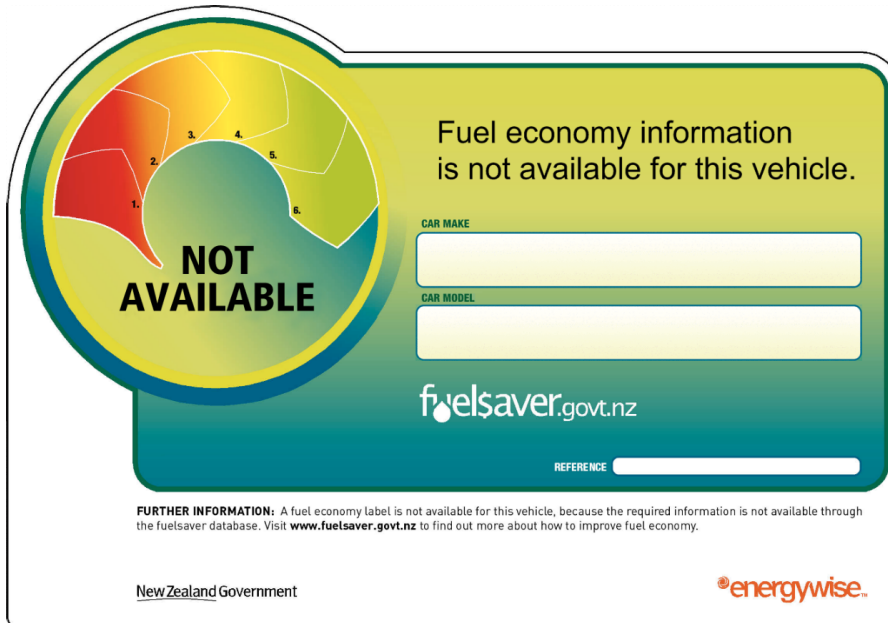 1.
2.
3.
4.
5.
6.
NOT
AVAILABLE
Fuel economy information
is not available for this vehicle.
CAR MAKE
CAR MODEL
fuel$aver.govt.nz
REFERENCE
FURTHER INFORMATION: A fuel economy label is not available for this vehicle, because the required information is not available through
the fuelsaver database. Visit www.fuelsaver.govt.nz to find out more about how to improve fuel economy.
New Zealand Government
energywise™